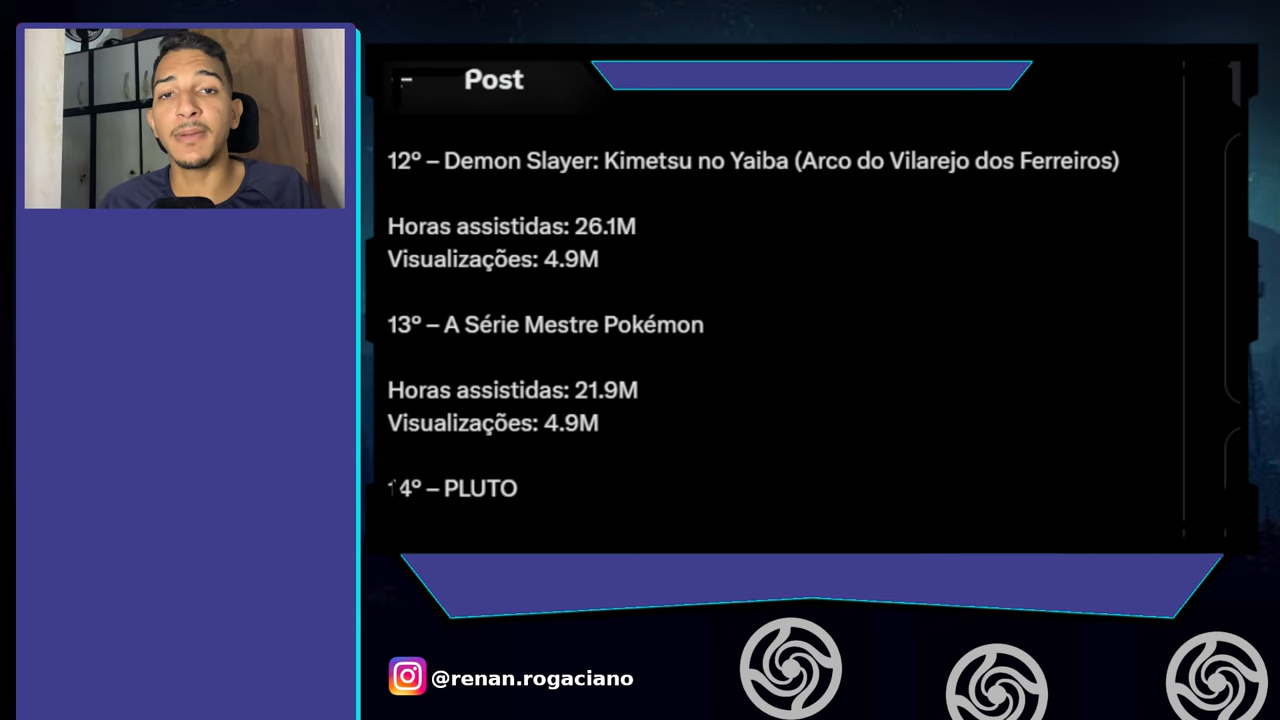 Post
12º – Demon Slayer: Kimetsu no Yaiba (Arco do Vilarejo dos Ferreiros)
Horas assistidas: 26.1M
Visualizações: 4.9M
13º – A Série Mestre Pokémon
Horas assistidas: 21.9M
Visualizações: 4.9M
14º – PLUTO
@renan.rogaciano